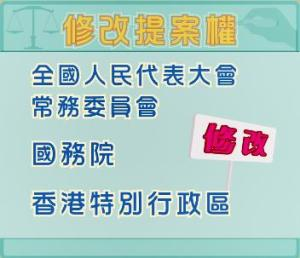 修改提案權
全國人民代表大會
常務委員會
修改
國務院
香港特別行政區